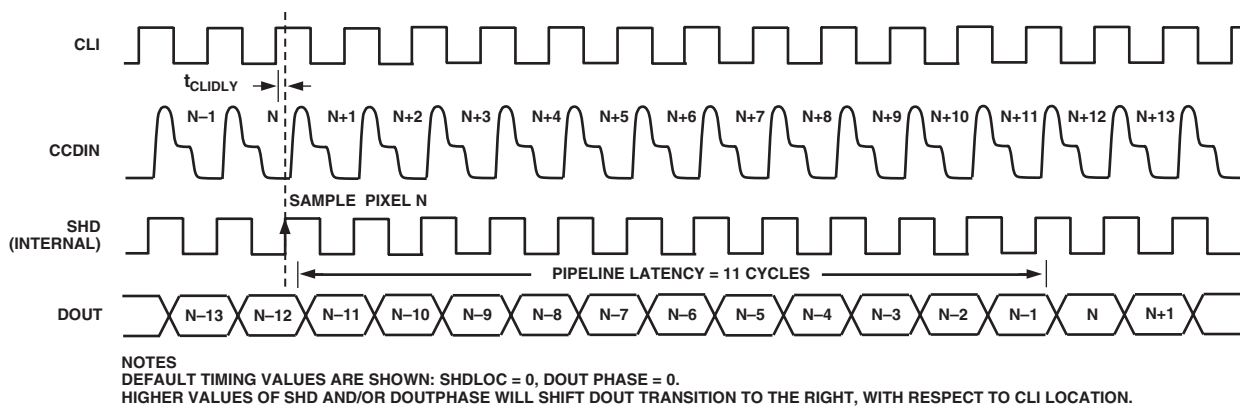 CLI
tCLIDLY
N–1 N N+1 N+2 N+3 N+4 N+5 N+6 N+7 N+8 N+9 N+10 N+11 N+12 N+13
CCDIN
SAMPLE PIXEL N
SHD
(INTERNAL)
PIPELINE LATENCY = 11 CYCLES
DOUT N–13 N–12 N–11 N–10 N–9 N–8 N–7 N–6 N–5 N–4 N–3 N–2 N–1 N N+1
NOTES
DEFAULT TIMING VALUES ARE SHOWN: SHDLOC = 0, DOUT PHASE = 0.
HIGHER VALUES OF SHD AND/OR DOUTPHASE WILL SHIFT DOUT TRANSITION TO THE RIGHT, WITH RESPECT TO CLI LOCATION.